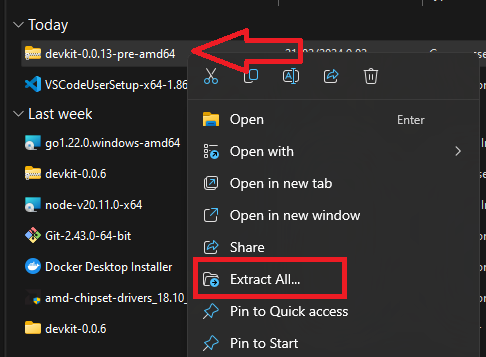 Today
devkit-0.0.13-pre-amd64
VSCodeUserSetup-x64-1.86
Last week
go1.22.0.windows-amd64
devkit-0.0.6
node-v20.11.0-x64
Git-2.43.0-64-bit
Docker Desktop Installer
amd-chipset-drivers_18.10_
devkit-0.0.6
Open
Enter
Open with
Open in new tab
Open in new window
Share
Extract All...
Pin to Quick access
Pin to Start